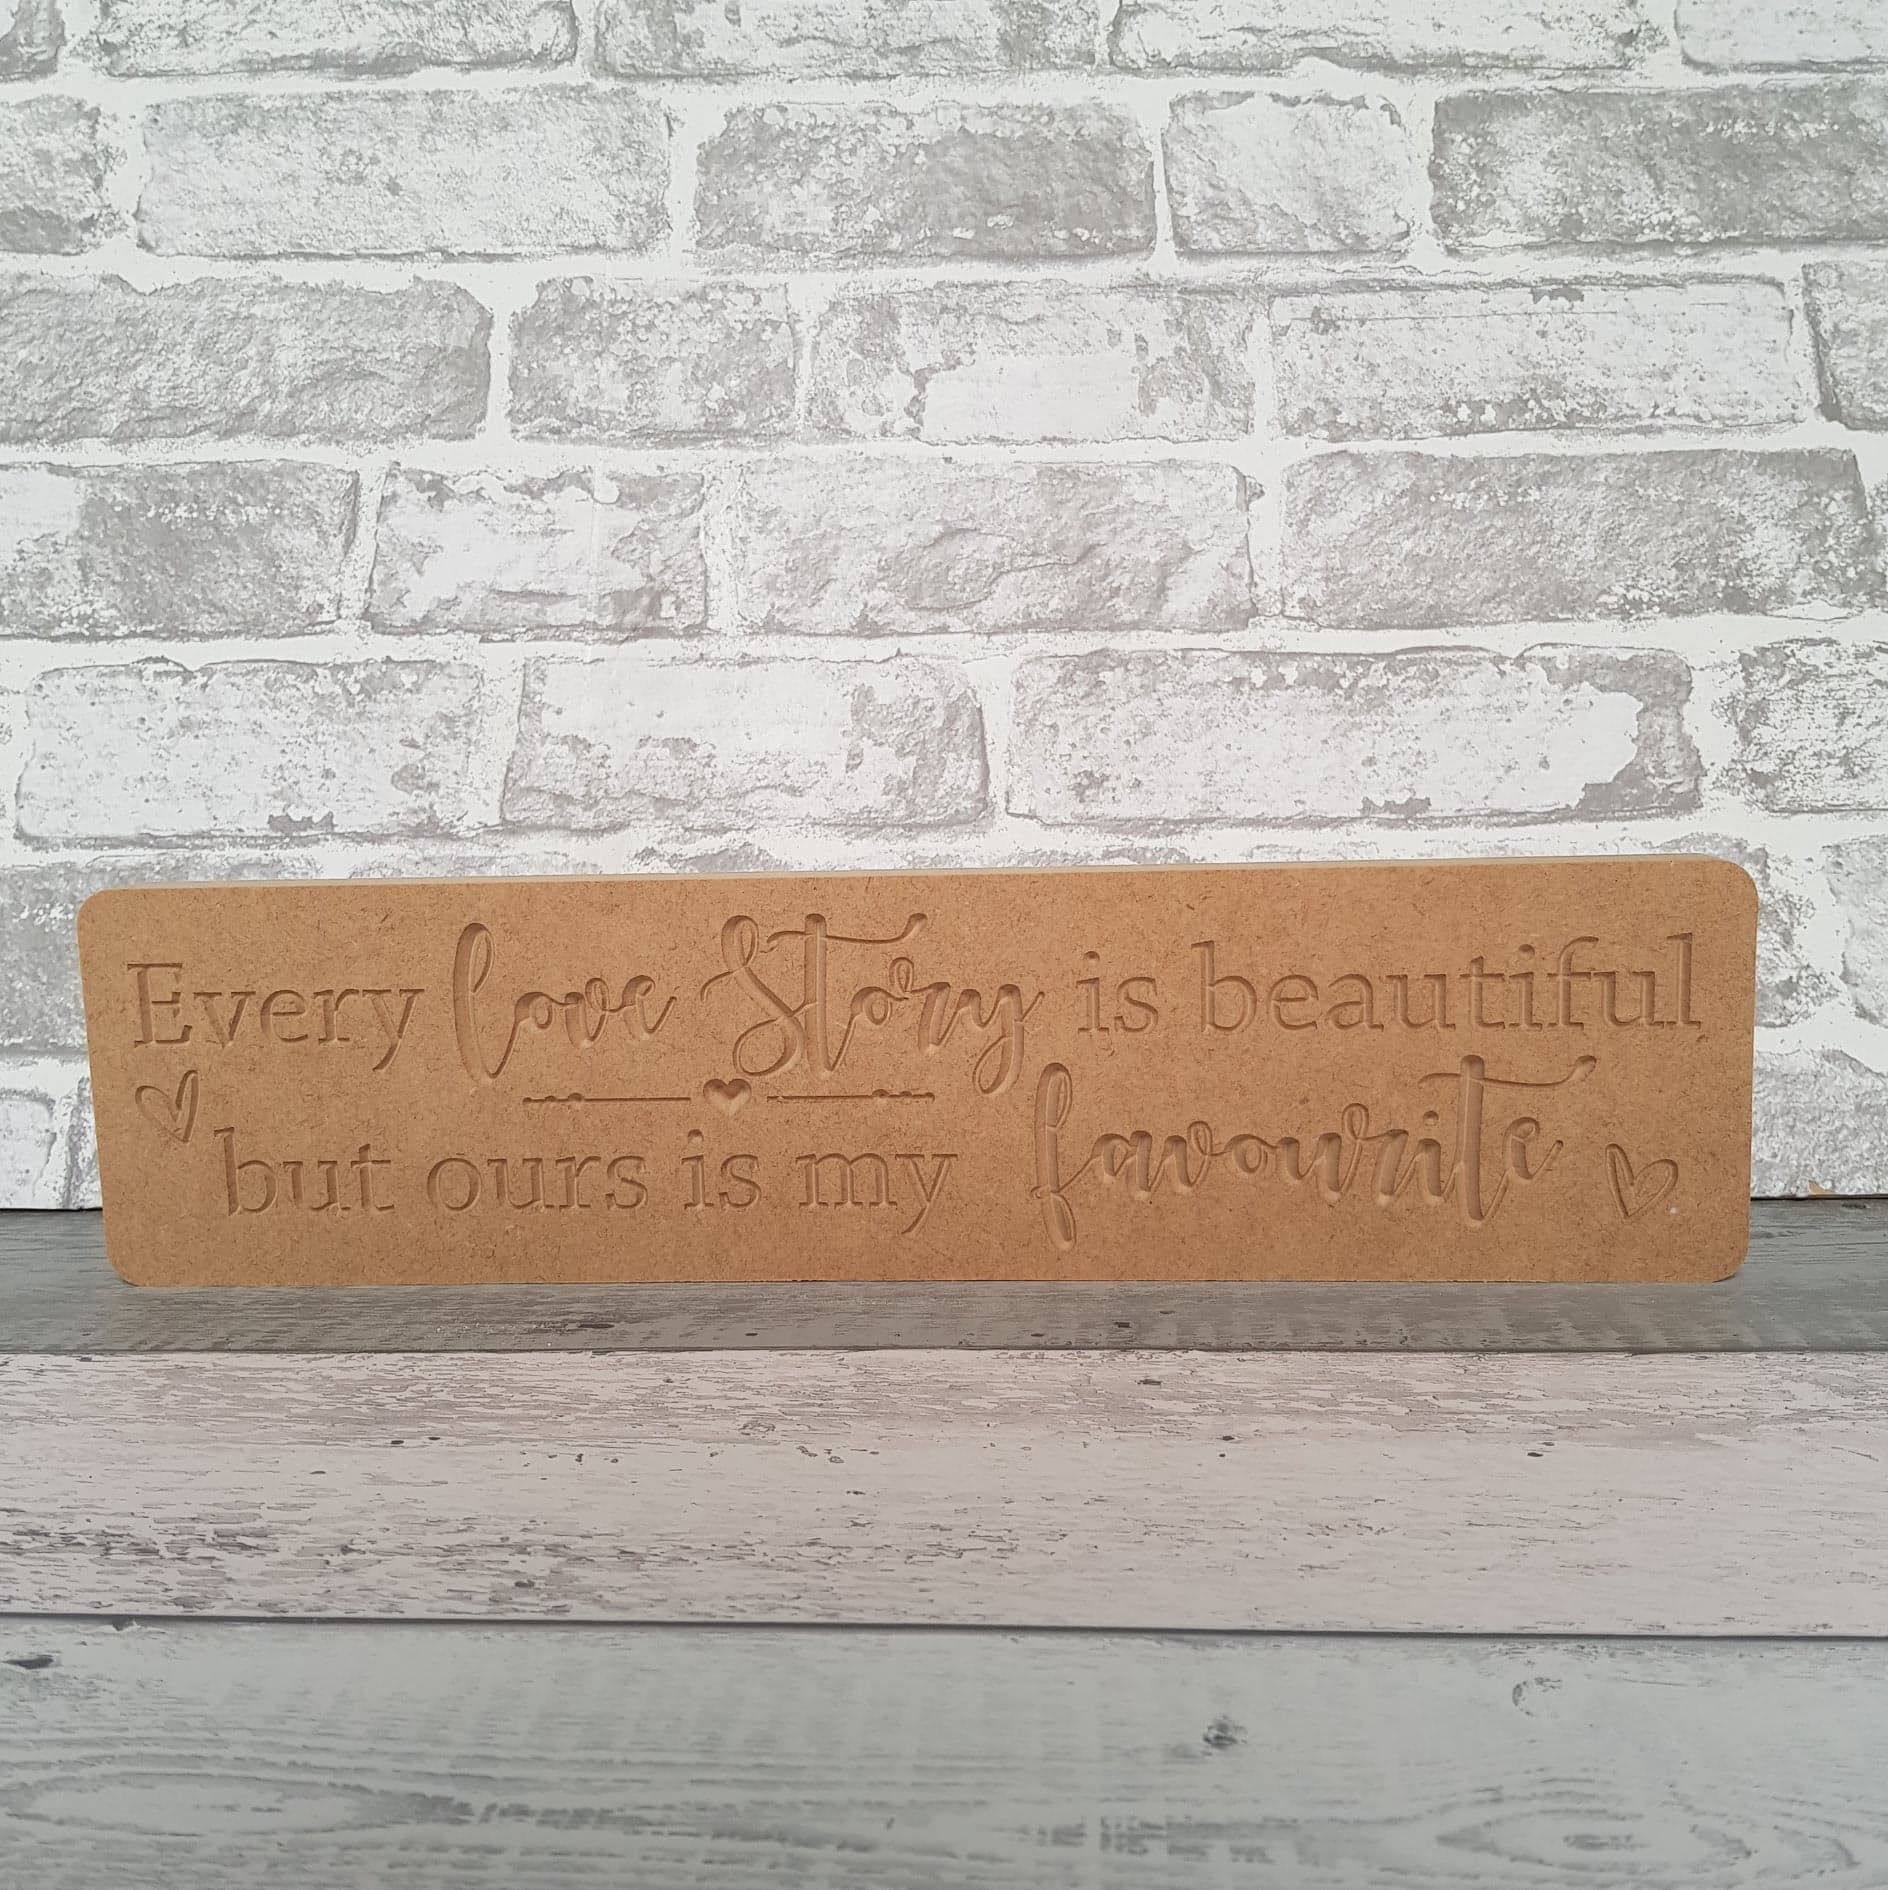 Every love Story is beautiful
but ours is my favourite